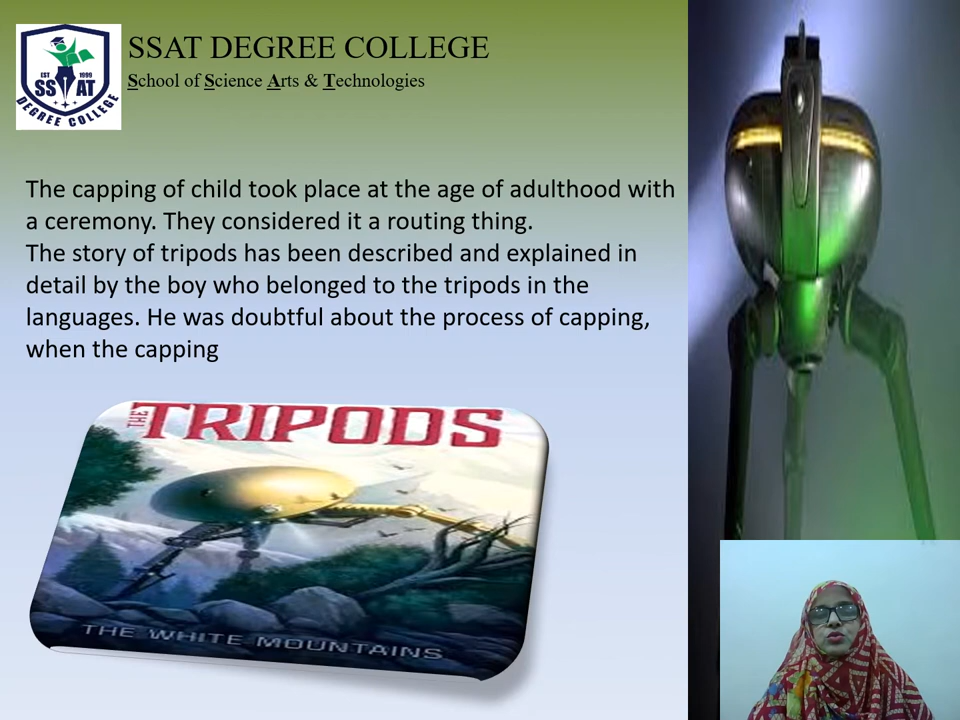 SSAT DEGREE COLLEGE
School of Science Arts & Technologies
EST 1999
SSAT
DEGREE COLLEGE
The capping of child took place at the age of adulthood with
a ceremony. They considered it a routing thing.
The story of tripods has been described and explained in
detail by the boy who belonged to the tripods in the
languages. He was doubtful about the process of capping,
when the capping
THE TRIPODS
THE WHITE MOUNTAINS